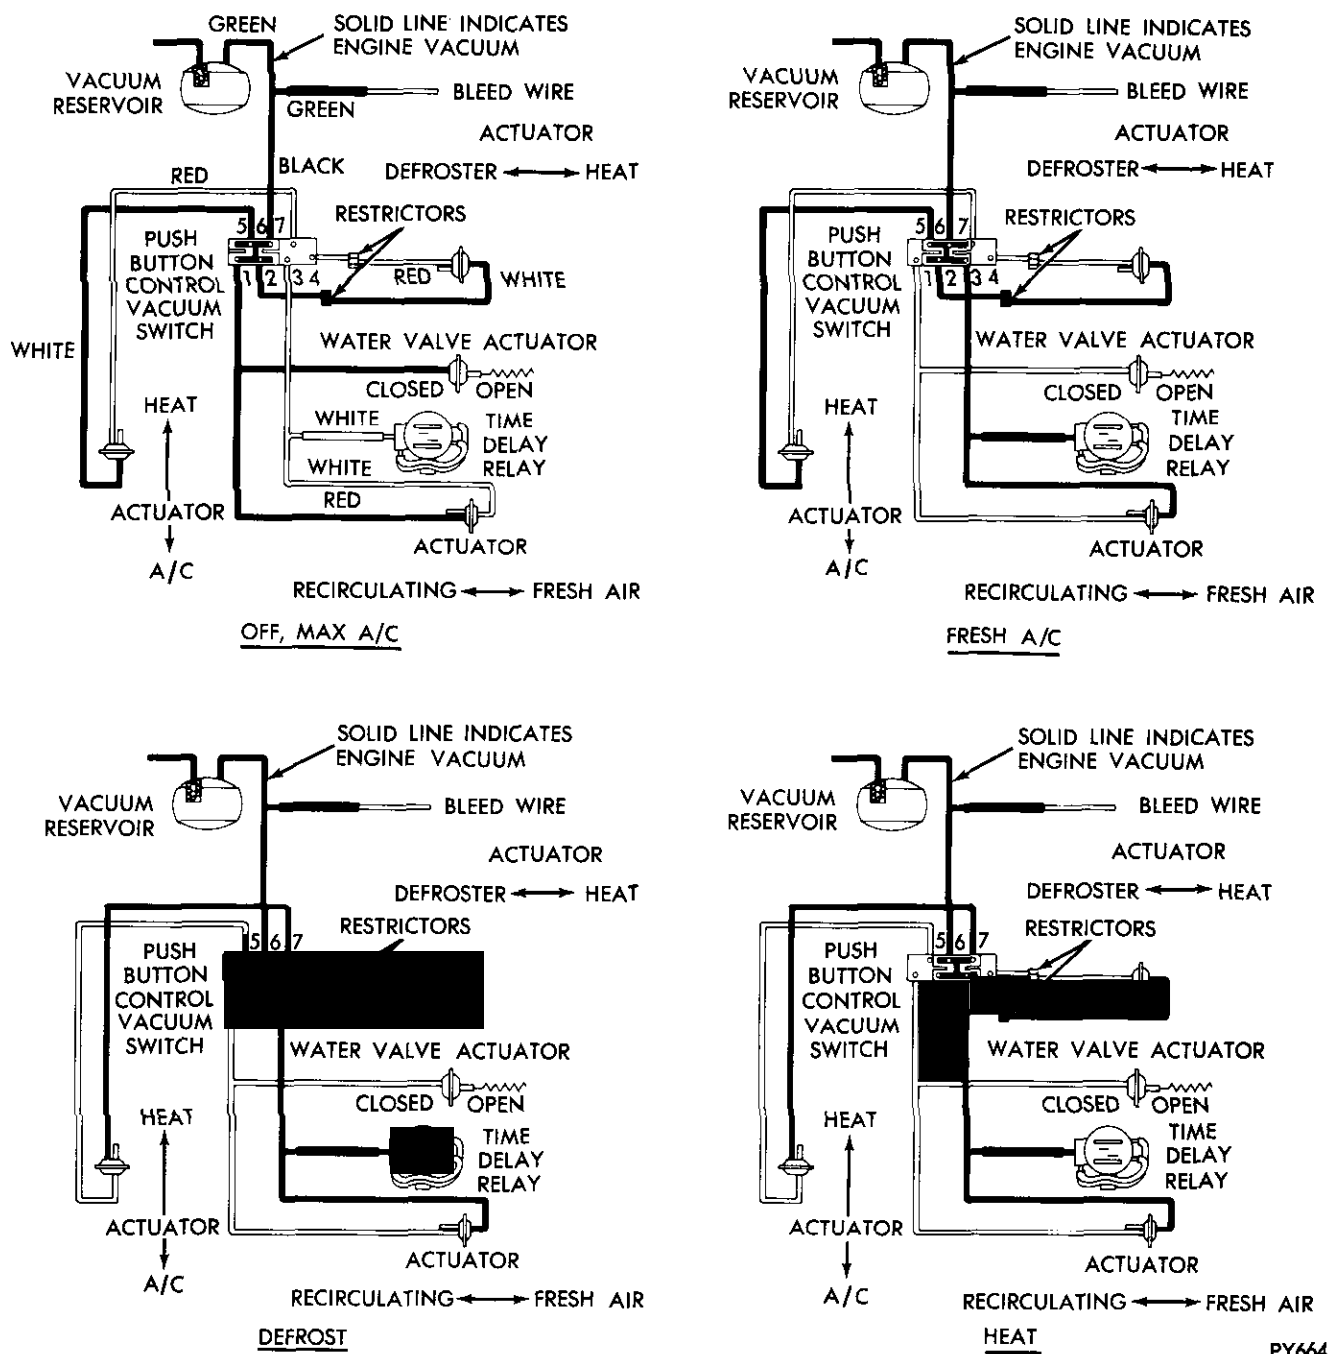 GREEN
SOLID LINE INDICATES
ENGINE VACUUM
VACUUM
RESERVOIR
BLEED WIRE
GREEN
ACTUATOR
BLACK
DEFROSTER HEAT
RED
RESTRICTORS
5 6 7
PUSH
BUTTON
CONTROL
VACUUM
SWITCH
1 2 3 4
RED
WHITE
WHITE
WATER VALVE ACTUATOR
CLOSED OPEN
HEAT
WHITE
TIME
DELAY
RELAY
WHITE
RED
ACTUATOR
A/C
ACTUATOR
RECIRCULATING FRESH AIR
OFF, MAX A/C
SOLID LINE INDICATES
ENGINE VACUUM
VACUUM
RESERVOIR
BLEED WIRE
ACTUATOR
DEFROSTER HEAT
RESTRICTORS
5 6 7
PUSH
BUTTON
CONTROL
VACUUM
SWITCH
1 2 3 4
WATER VALVE ACTUATOR
CLOSED OPEN
HEAT
TIME
DELAY
RELAY
ACTUATOR
A/C
ACTUATOR
RECIRCULATING FRESH AIR
FRESH A/C
SOLID LINE INDICATES
ENGINE VACUUM
VACUUM
RESERVOIR
BLEED WIRE
ACTUATOR
DEFROSTER HEAT
RESTRICTORS
5 6 7
PUSH
BUTTON
CONTROL
VACUUM
SWITCH
WATER VALVE ACTUATOR
CLOSED OPEN
HEAT
TIME
DELAY
RELAY
ACTUATOR
A/C
ACTUATOR
RECIRCULATING FRESH AIR
DEFROST
SOLID LINE INDICATES
ENGINE VACUUM
VACUUM
RESERVOIR
BLEED WIRE
ACTUATOR
DEFROSTER HEAT
RESTRICTORS
5 6 7
PUSH
BUTTON
CONTROL
VACUUM
SWITCH
WATER VALVE ACTUATOR
CLOSED OPEN
HEAT
TIME
DELAY
RELAY
ACTUATOR
A/C
ACTUATOR
RECIRCULATING FRESH AIR
HEAT
PY664